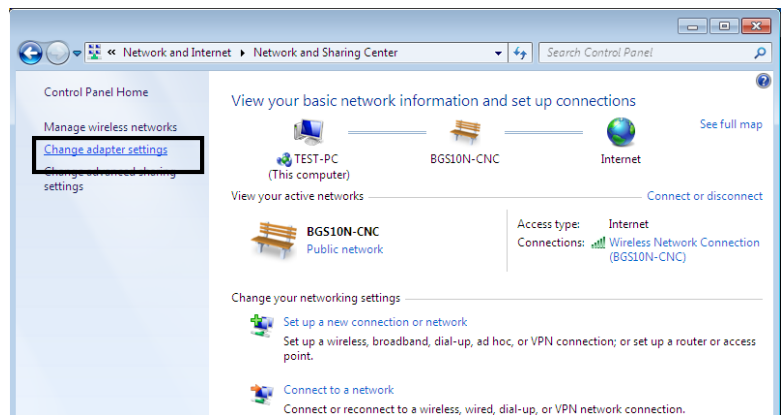 « Network and Internet ▸ Network and Sharing Center
Search Control Panel
Control Panel Home
Manage wireless networks
Change adapter settings
Change advanced sharing
settings
View your basic network information and set up connections
See full map
TEST-PC
(This computer)
BGS10N-CNC
Internet
View your active networks
Connect or disconnect
BGS10N-CNC
Public network
Access type: Internet
Connections: Wireless Network Connection
(BGS10N-CNC)
Change your networking settings
Set up a new connection or network
Set up a wireless, broadband, dial-up, ad hoc, or VPN connection; or set up a router or access
point.
Connect to a network
Connect or reconnect to a wireless, wired, dial-up, or VPN network connection.